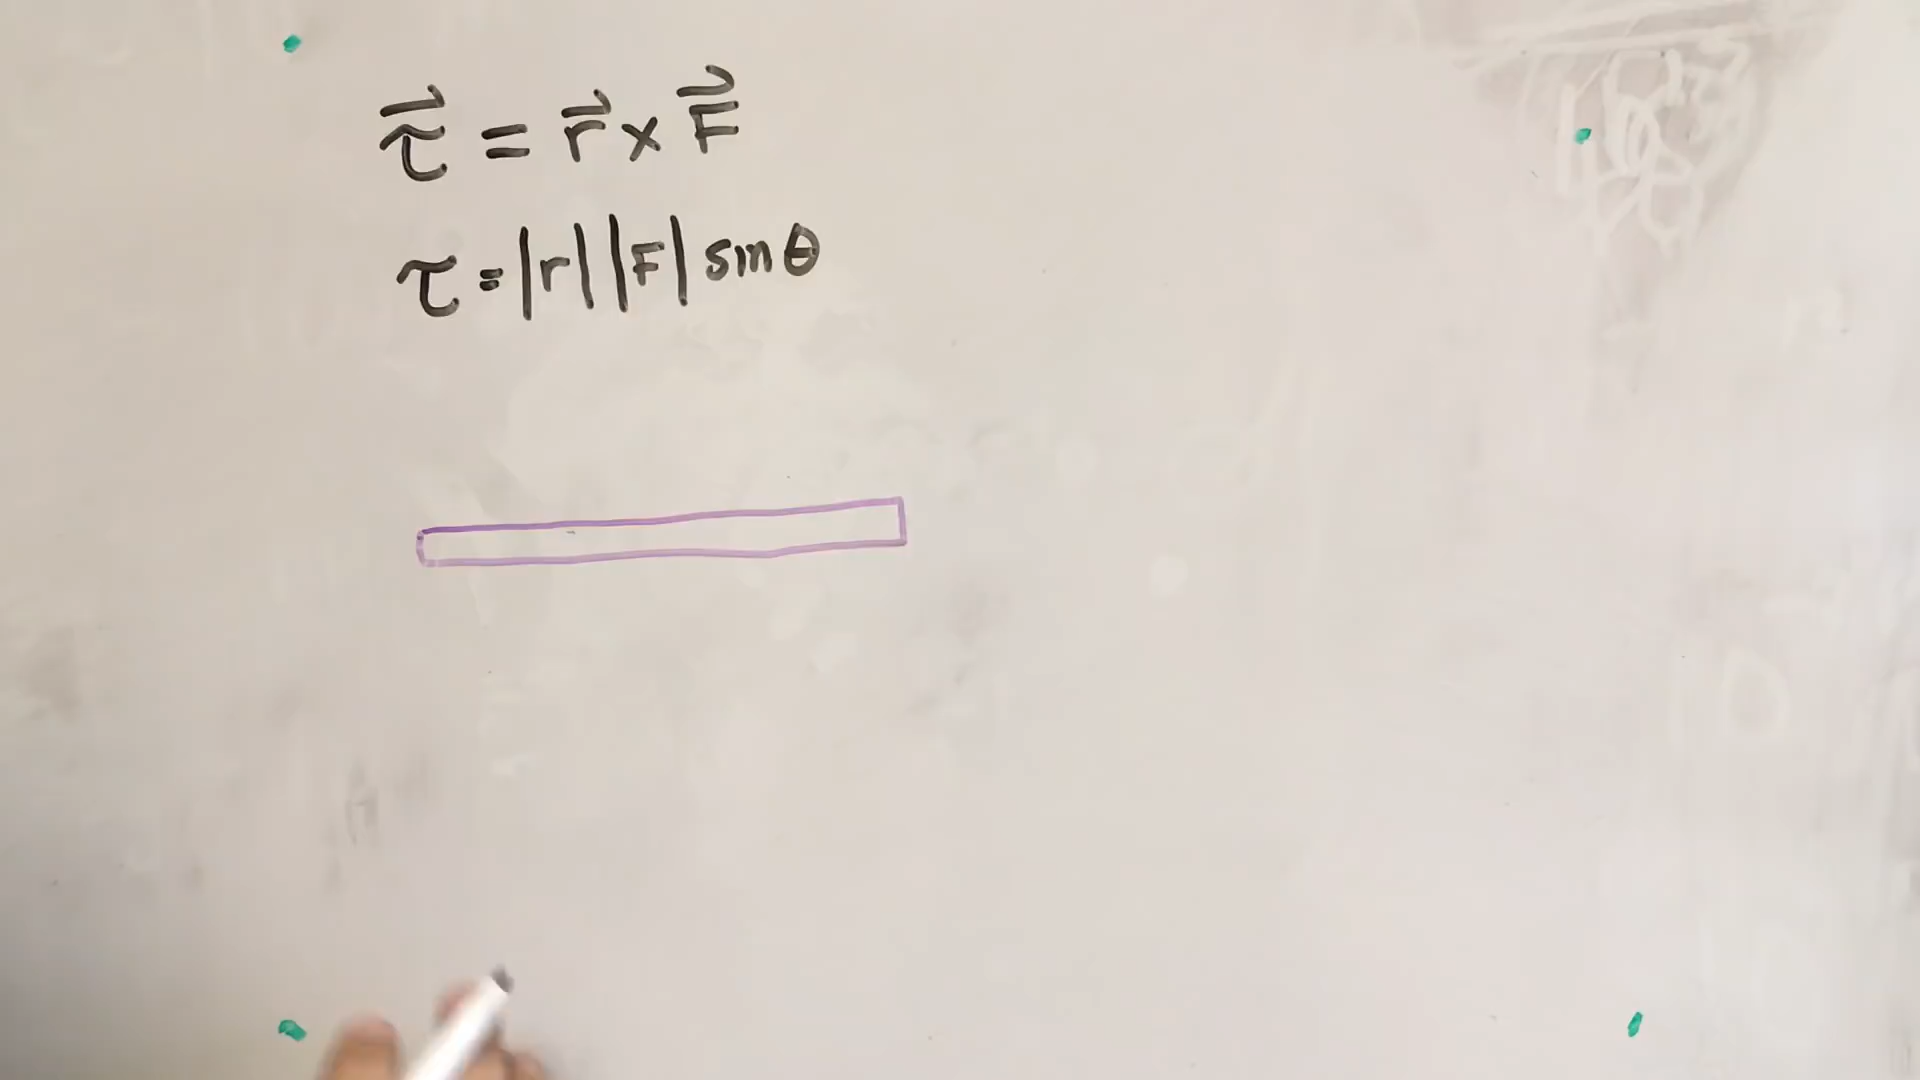 τ⃗ = r⃗ × F⃗
τ = |r| |F| sin θ